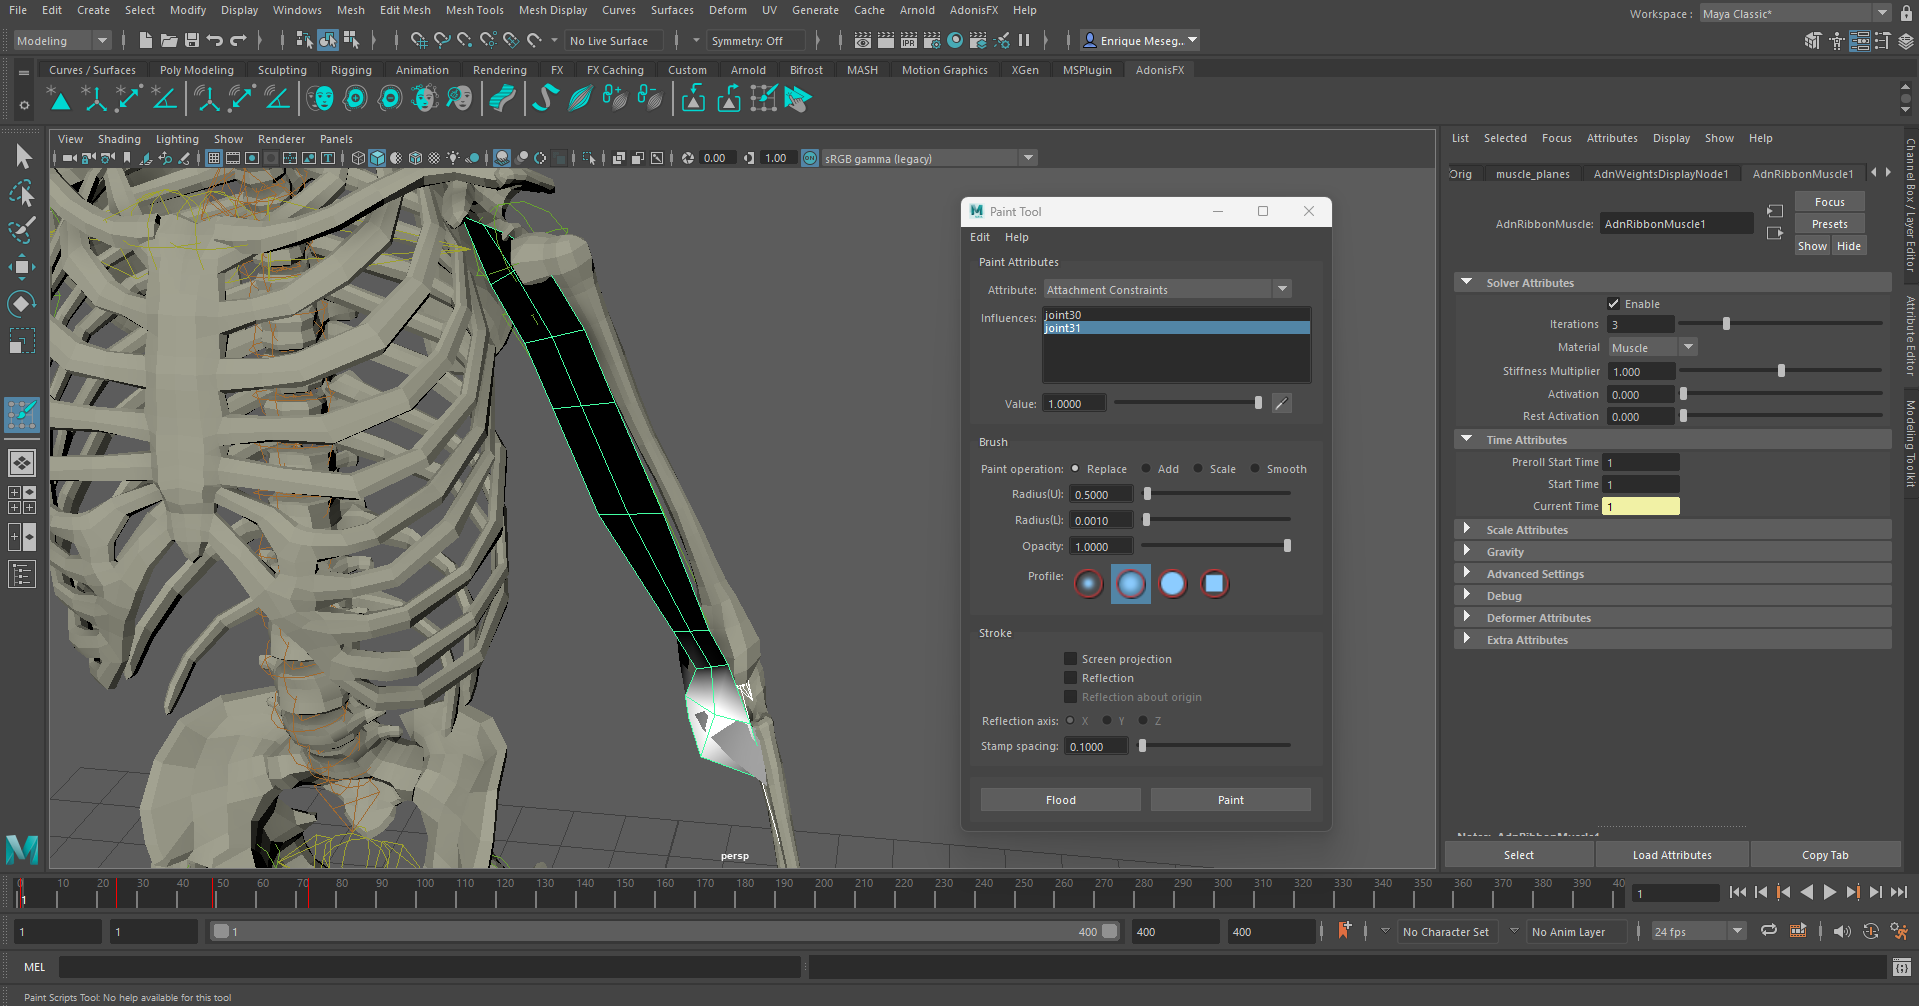 File Edit Create Select Modify Display Windows Mesh Edit Mesh Mesh Tools Mesh Display Curves Surfaces Deform UV Generate Cache Arnold AdonisFX Help
Workspace : Maya Classic*
Modeling
No Live Surface
Symmetry: Off
IPR
Enrique Meseg..
Curves / Surfaces Poly Modeling Sculpting Rigging Animation Rendering FX FX Caching Custom Arnold Bifrost MASH Motion Graphics XGen MSPlugin AdonisFX
View Shading Lighting Show Renderer Panels
0.00 1.00 ON sRGB gamma (legacy)
persp
Paint Tool
Edit Help
Paint Attributes
Attribute: Attachment Constraints
Influences: joint30
joint31
Value: 1.0000
Brush
Paint operation: Replace Add Scale Smooth
Radius(U): 0.5000
Radius(L): 0.0010
Opacity: 1.0000
Profile:
Stroke
Screen projection
Reflection
Reflection about origin
Reflection axis: X Y Z
Stamp spacing: 0.1000
Flood Paint
List Selected Focus Attributes Display Show Help
Orig muscle_planes AdnWeightsDisplayNode1 AdnRibbonMuscle1
AdnRibbonMuscle: AdnRibbonMuscle1
Focus
Presets
Show Hide
Solver Attributes
Enable
Iterations 3
Material Muscle
Stiffness Multiplier 1.000
Activation 0.000
Rest Activation 0.000
Time Attributes
Preroll Start Time 1
Start Time 1
Current Time 1
Scale Attributes
Gravity
Advanced Settings
Debug
Deformer Attributes
Extra Attributes
Notes: AdnRibbonMuscle1
Select Load Attributes Copy Tab
Channel Box / Layer Editor
Attribute Editor
Modeling Toolkit
0 10 20 30 40 50 60 70 80 90 100 110 120 130 140 150 160 170 180 190 200 210 220 230 240 250 260 270 280 290 300 310 320 330 340 350 360 370 380 390 40
1
1
1 1 1 400 400 400 No Character Set No Anim Layer 24 fps
MEL
Paint Scripts Tool: No help available for this tool